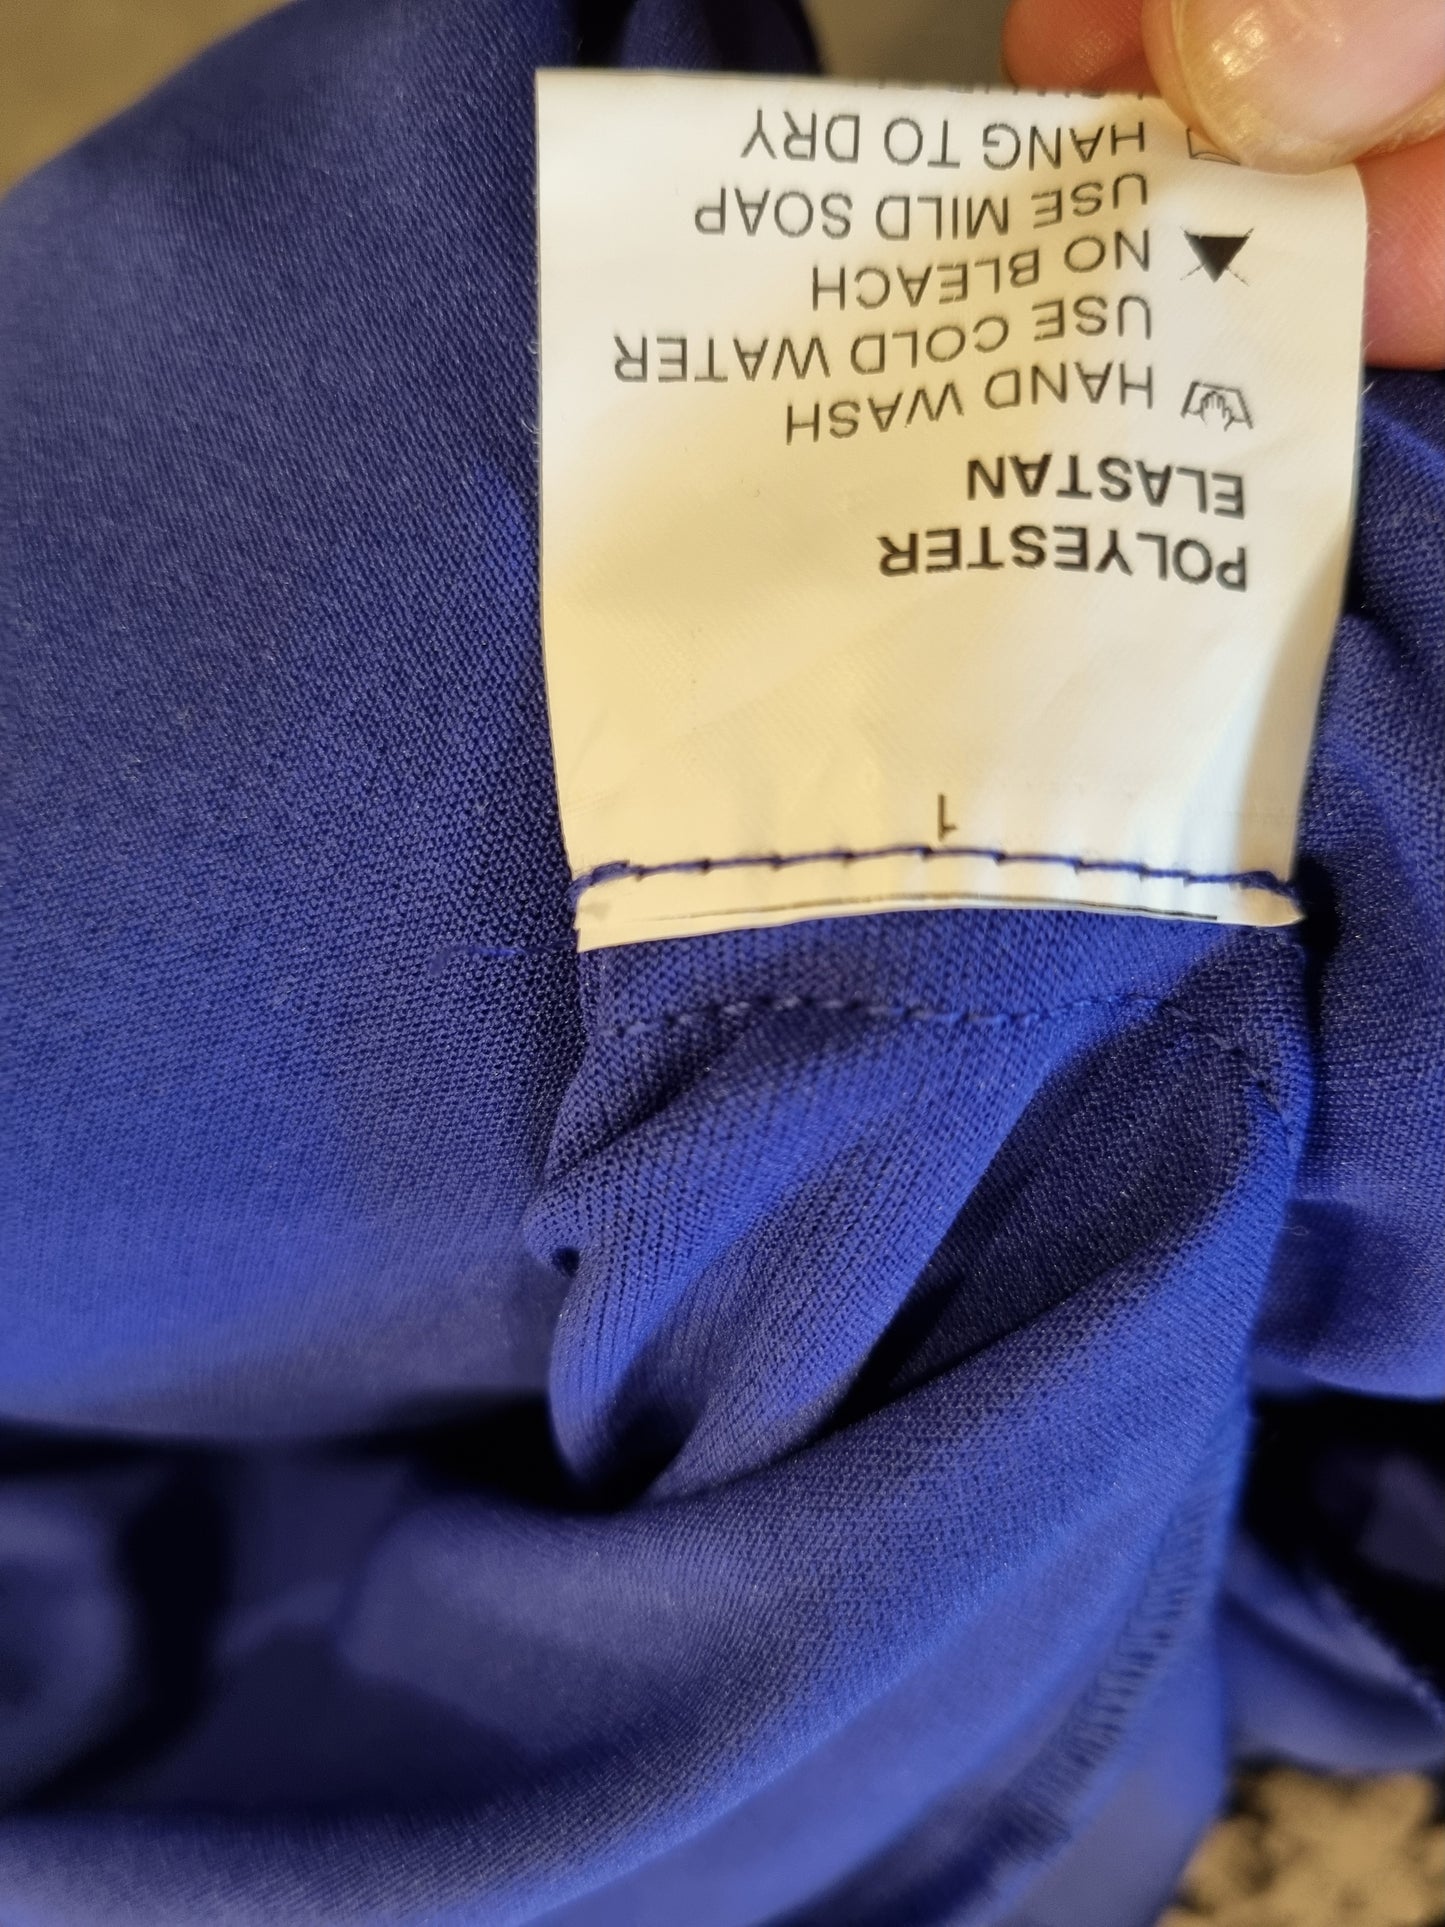 1
POLYESTER
ELASTAN
HAND WASH
USE COLD WATER
NO BLEACH
USE MILD SOAP
HANG TO DRY